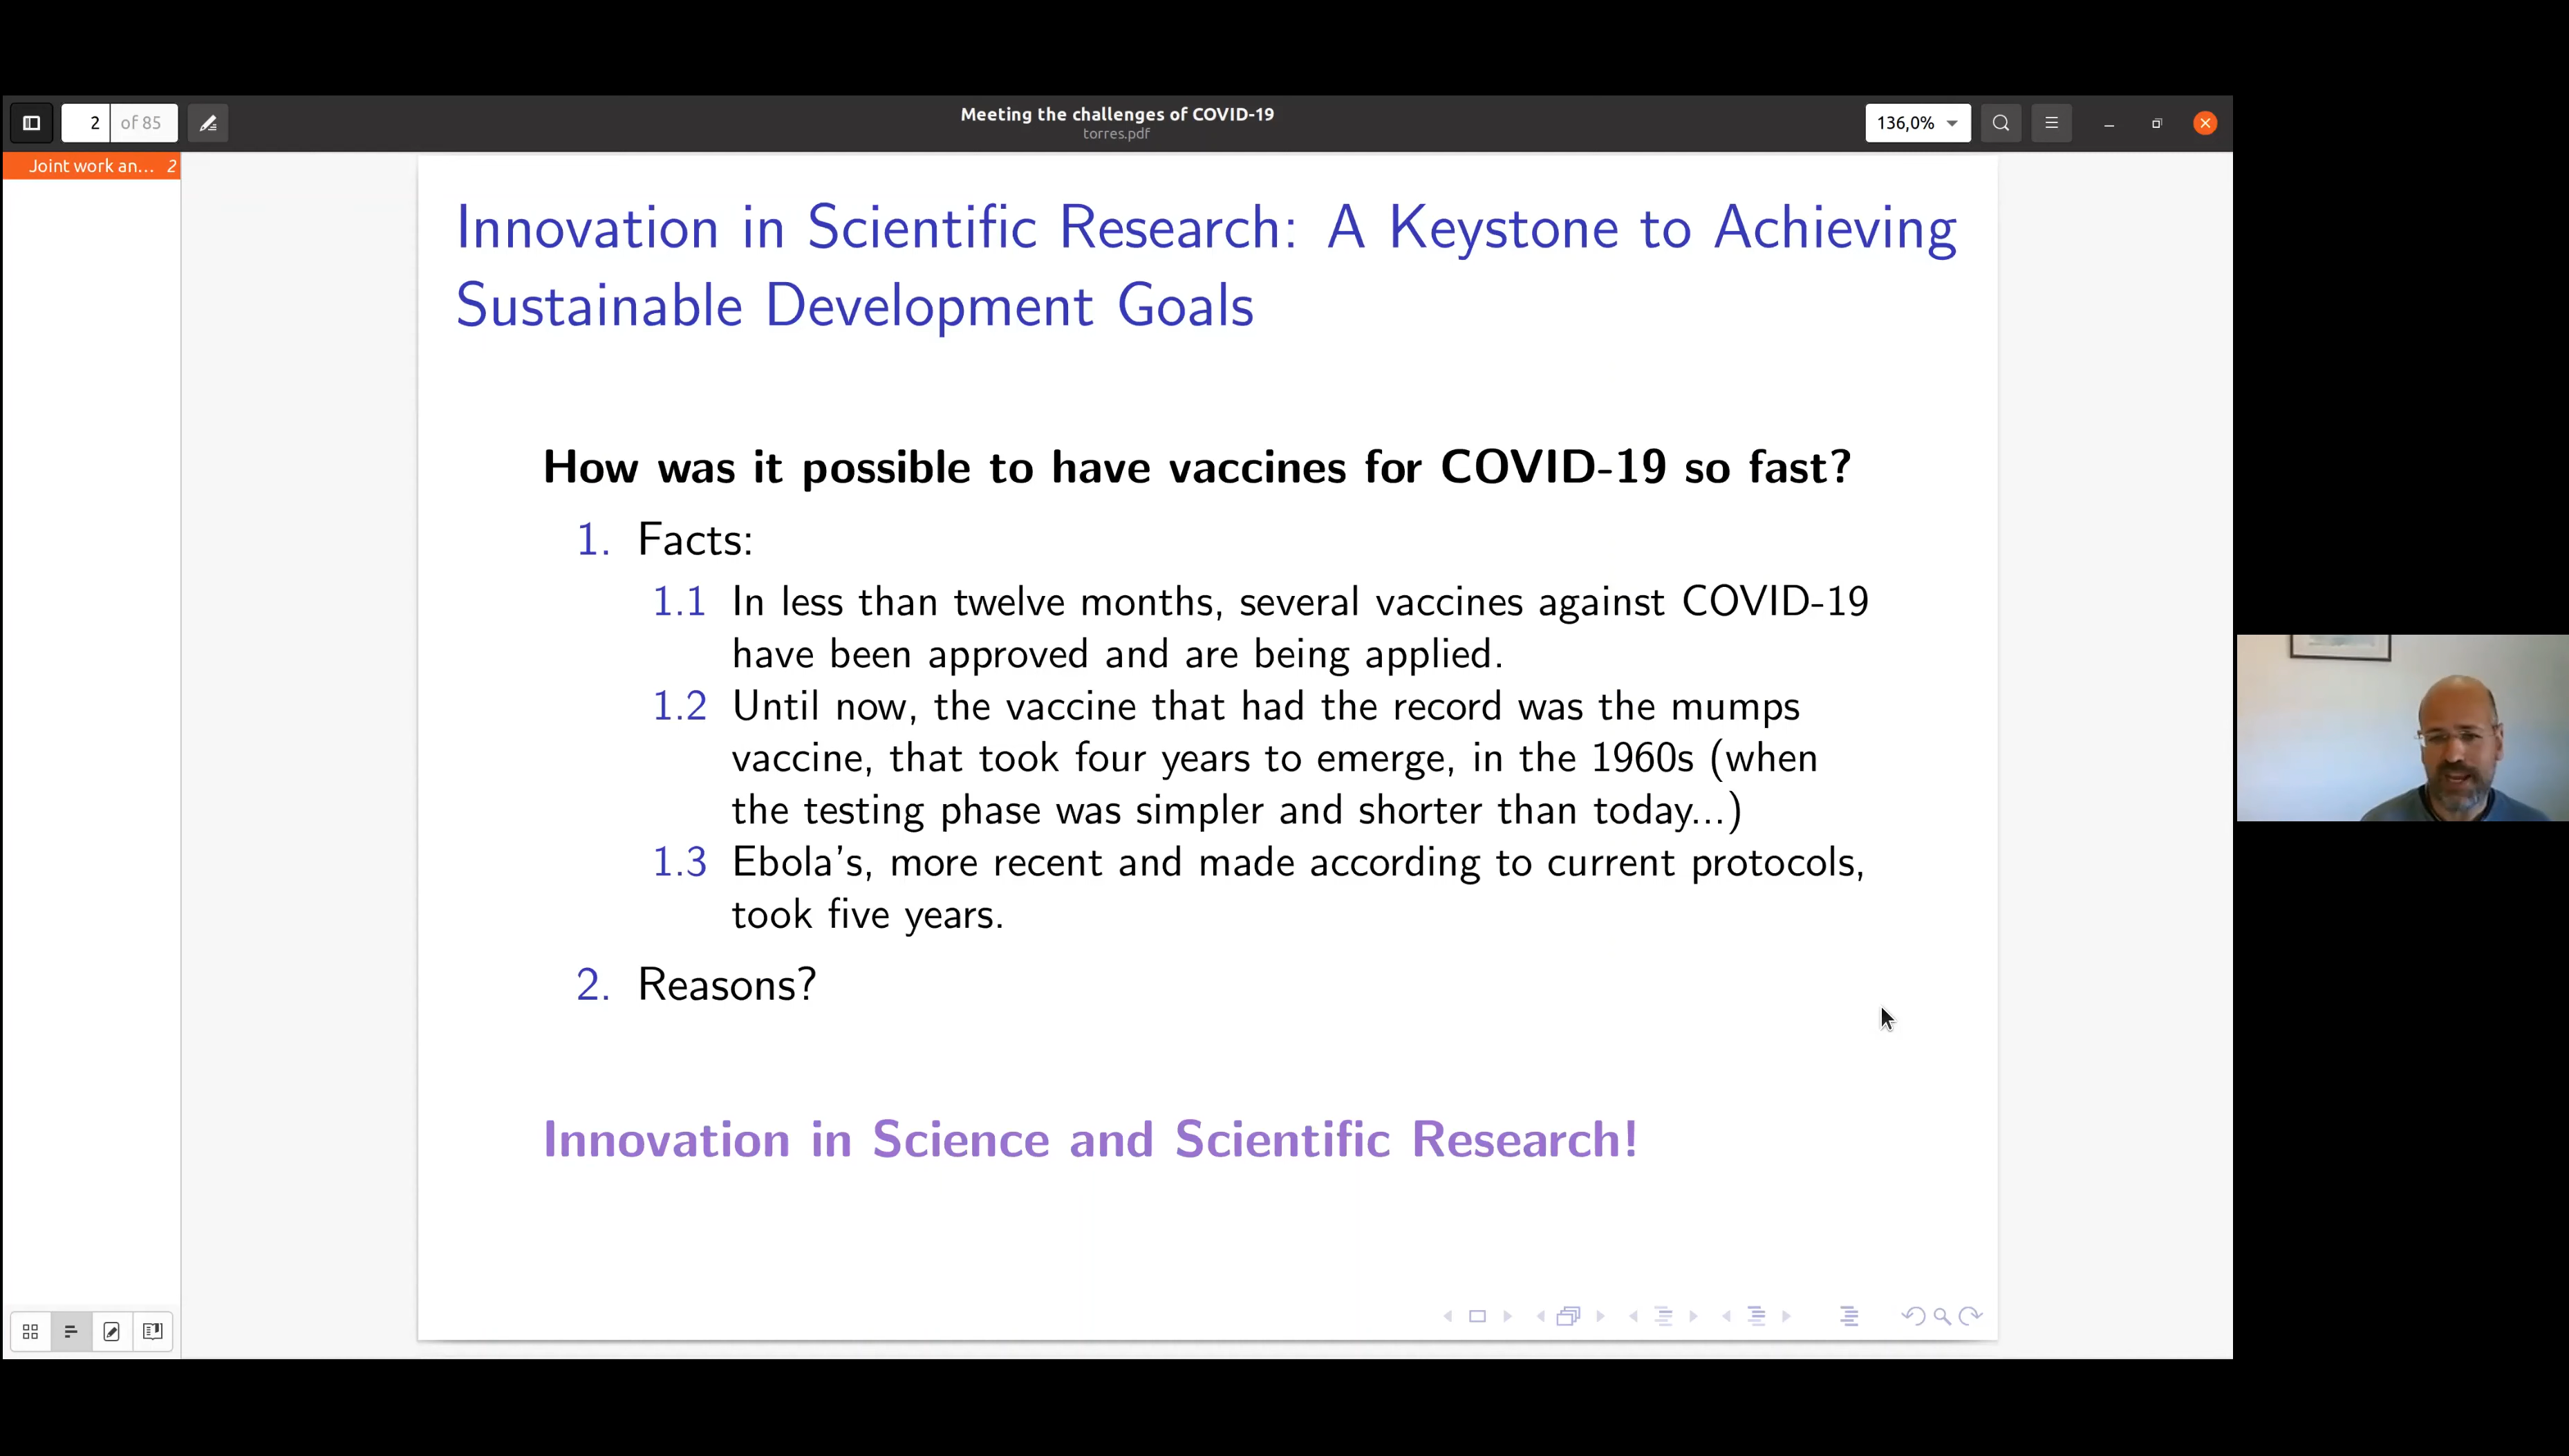 2 of 85
Meeting the challenges of COVID-19
torres.pdf
136,0%
Joint work an... 2
Innovation in Scientific Research: A Keystone to Achieving
Sustainable Development Goals
How was it possible to have vaccines for COVID-19 so fast?
1. Facts:
1.1 In less than twelve months, several vaccines against COVID-19
have been approved and are being applied.
1.2 Until now, the vaccine that had the record was the mumps
vaccine, that took four years to emerge, in the 1960s (when
the testing phase was simpler and shorter than today...)
1.3 Ebola's, more recent and made according to current protocols,
took five years.
2. Reasons?
Innovation in Science and Scientific Research!